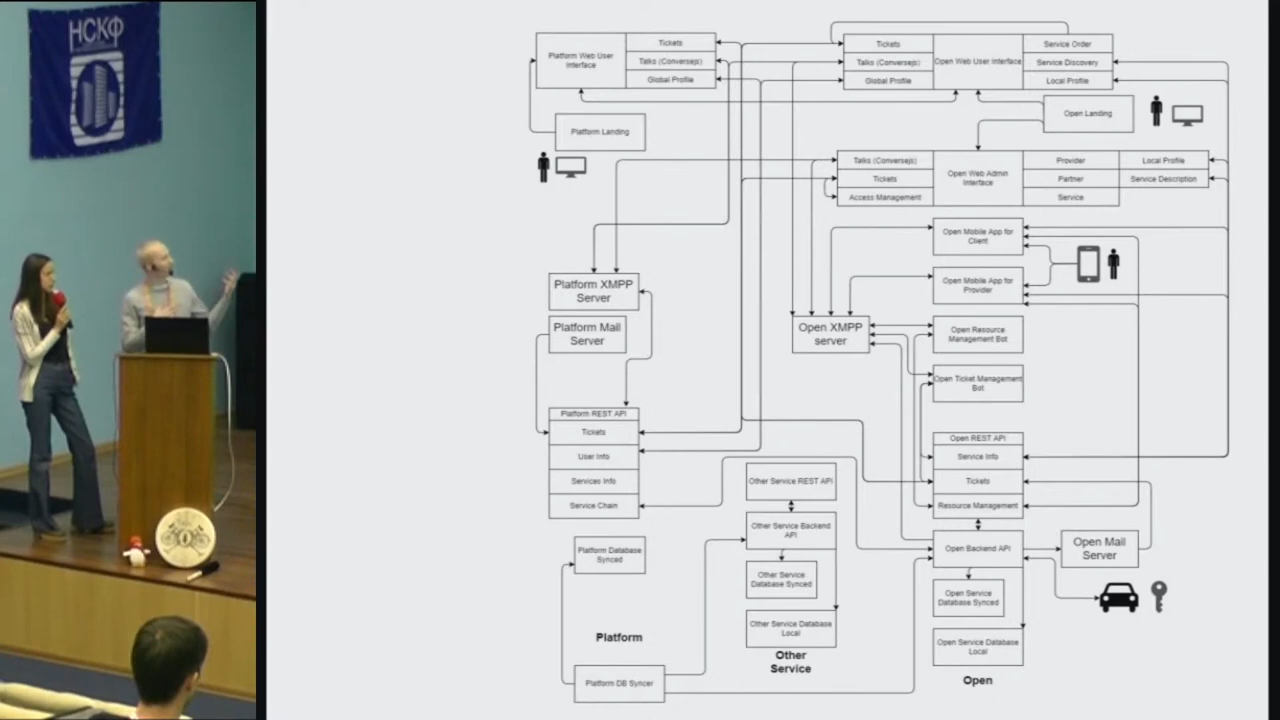 НСКФ
Platform Web User
Interface
Tickets
Talks (Conversejs)
Global Profile
Platform Landing
Tickets
Talks (Conversejs)
Global Profile
Open Web User Interface
Service Order
Service Discovery
Local Profile
Open Landing
Talks (Conversejs)
Tickets
Access Management
Open Web Admin
Interface
Provider
Partner
Service
Local Profile
Service Description
Open Mobile App for
Client
Open Mobile App for
Provider
Platform XMPP
Server
Platform Mail
Server
Open XMPP
server
Open Resource
Management Bot
Open Ticket Management
Bot
Platform REST API
Tickets
User Info
Services Info
Service Chain
Open REST API
Service Info
Tickets
Resource Management
Other Service REST API
Other Service Backend
API
Other Service
Database Synced
Other Service Database
Local
Other
Service
Platform Database
Synced
Platform
Platform DB Syncer
Open Backend API
Open Mail
Server
Open Service
Database Synced
Open Service Database
Local
Open